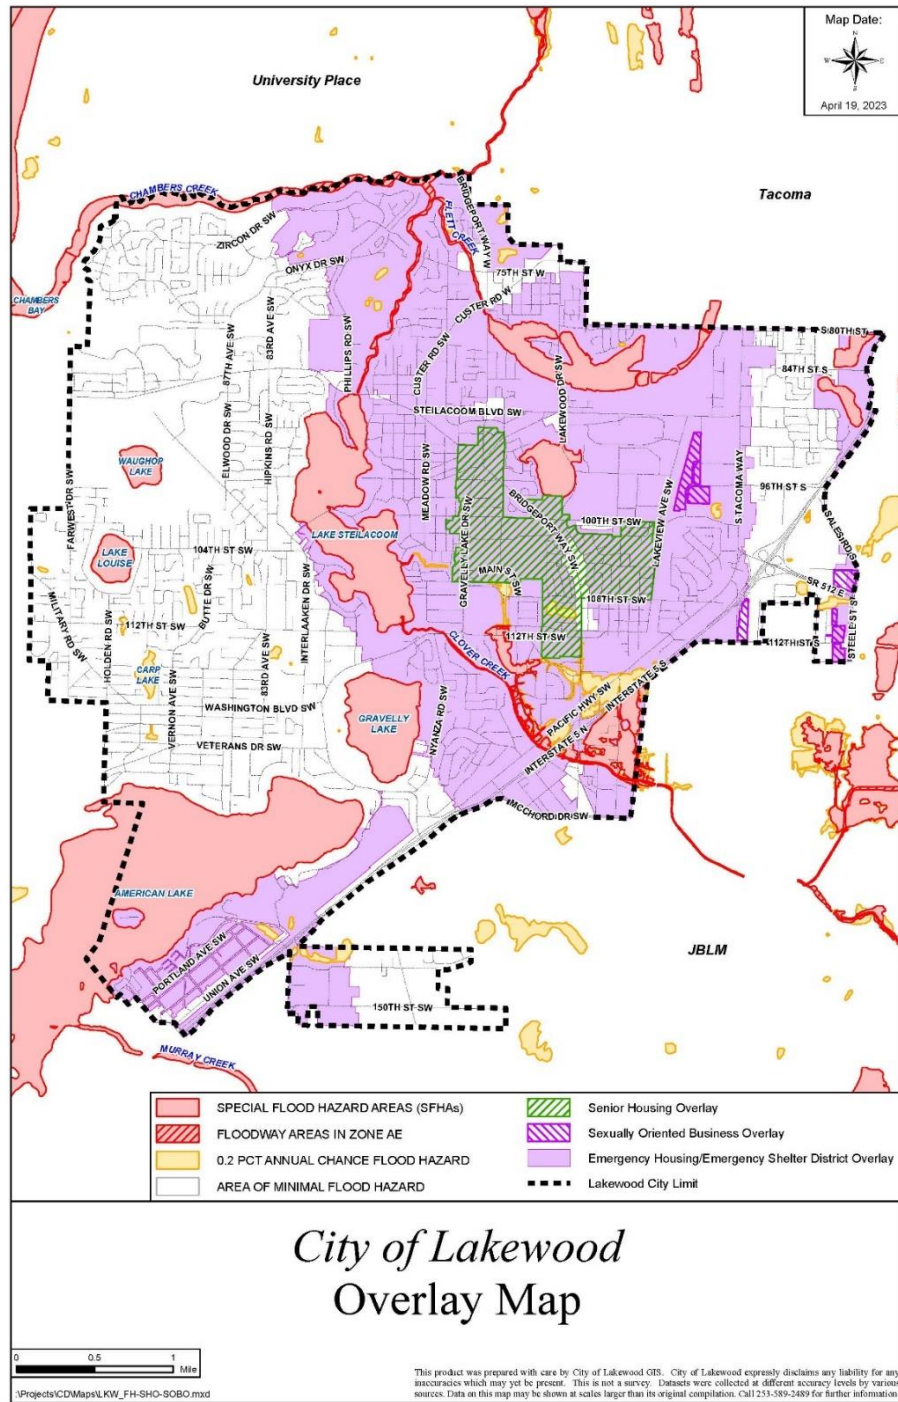 Map Date:
N
W
E
S
April 19, 2023
University Place
Tacoma
CHAMBERS CREEK
BRIDGEPORT WAY W
FLETT CREEK
ZIRCON DR SW
ONYX DR SW
75TH ST W
CHAMBERS
BAY
CUSTER RD W
PHILLIPS RD SW
83RD AVE SW
87TH AVE SW
CUSTER RD SW
S 80TH ST
84TH ST S
ELWOOD DR SW
HIPKINS RD SW
STEILACOOM BLVD SW
LAKEWOOD DR SW
WAUGHOP
LAKE
MEADOW RD SW
FARWEST DR SW
BRIDGEPORT WAY SW
LAKEVIEW AVE SW
S TACOMA WAY
96TH ST S
100TH ST SW
LAKE STEILACOOM
GRAVELLY LAKE DR SW
104TH ST SW
LAKE
LOUISE
MAIN ST SW
108TH ST SW
SR 512 E
MILITARY RD SW
HOLDEN RD SW
BUTTE DR SW
112TH ST SW
INTERLAAKEN DR SW
112TH ST SW
112TH ST S
STEELE ST S
CARP
LAKE
83RD AVE SW
CLOVER CREEK
VERNON AVE SW
WASHINGTON BLVD SW
GRAVELLY
LAKE
NYANZA RD SW
PACIFIC HWY SW
INTERSTATE 5 S
INTERSTATE 5 N
VETERANS DR SW
MCCHORD DR SW
AMERICAN LAKE
PORTLAND AVE SW
UNION AVE SW
JBLM
150TH ST SW
MURRAY CREEK
SPECIAL FLOOD HAZARD AREAS (SFHAs)
FLOODWAY AREAS IN ZONE AE
0.2 PCT ANNUAL CHANCE FLOOD HAZARD
AREA OF MINIMAL FLOOD HAZARD
Senior Housing Overlay
Sexually Oriented Business Overlay
Emergency Housing/Emergency Shelter District Overlay
Lakewood City Limit
City of Lakewood
Overlay Map
0 0.5 1
Mile
:\Projects\CD\Maps\LKW_FH-SHO-SOBO.mxd
This product was prepared with care by City of Lakewood GIS. City of Lakewood expressly disclaims any liability for any
inaccuracies which may yet be present. This is not a survey. Datasets were collected at different accuracy levels by various
sources. Data on this map may be shown at scales larger than its original compilation. Call 253-589-2489 for further information